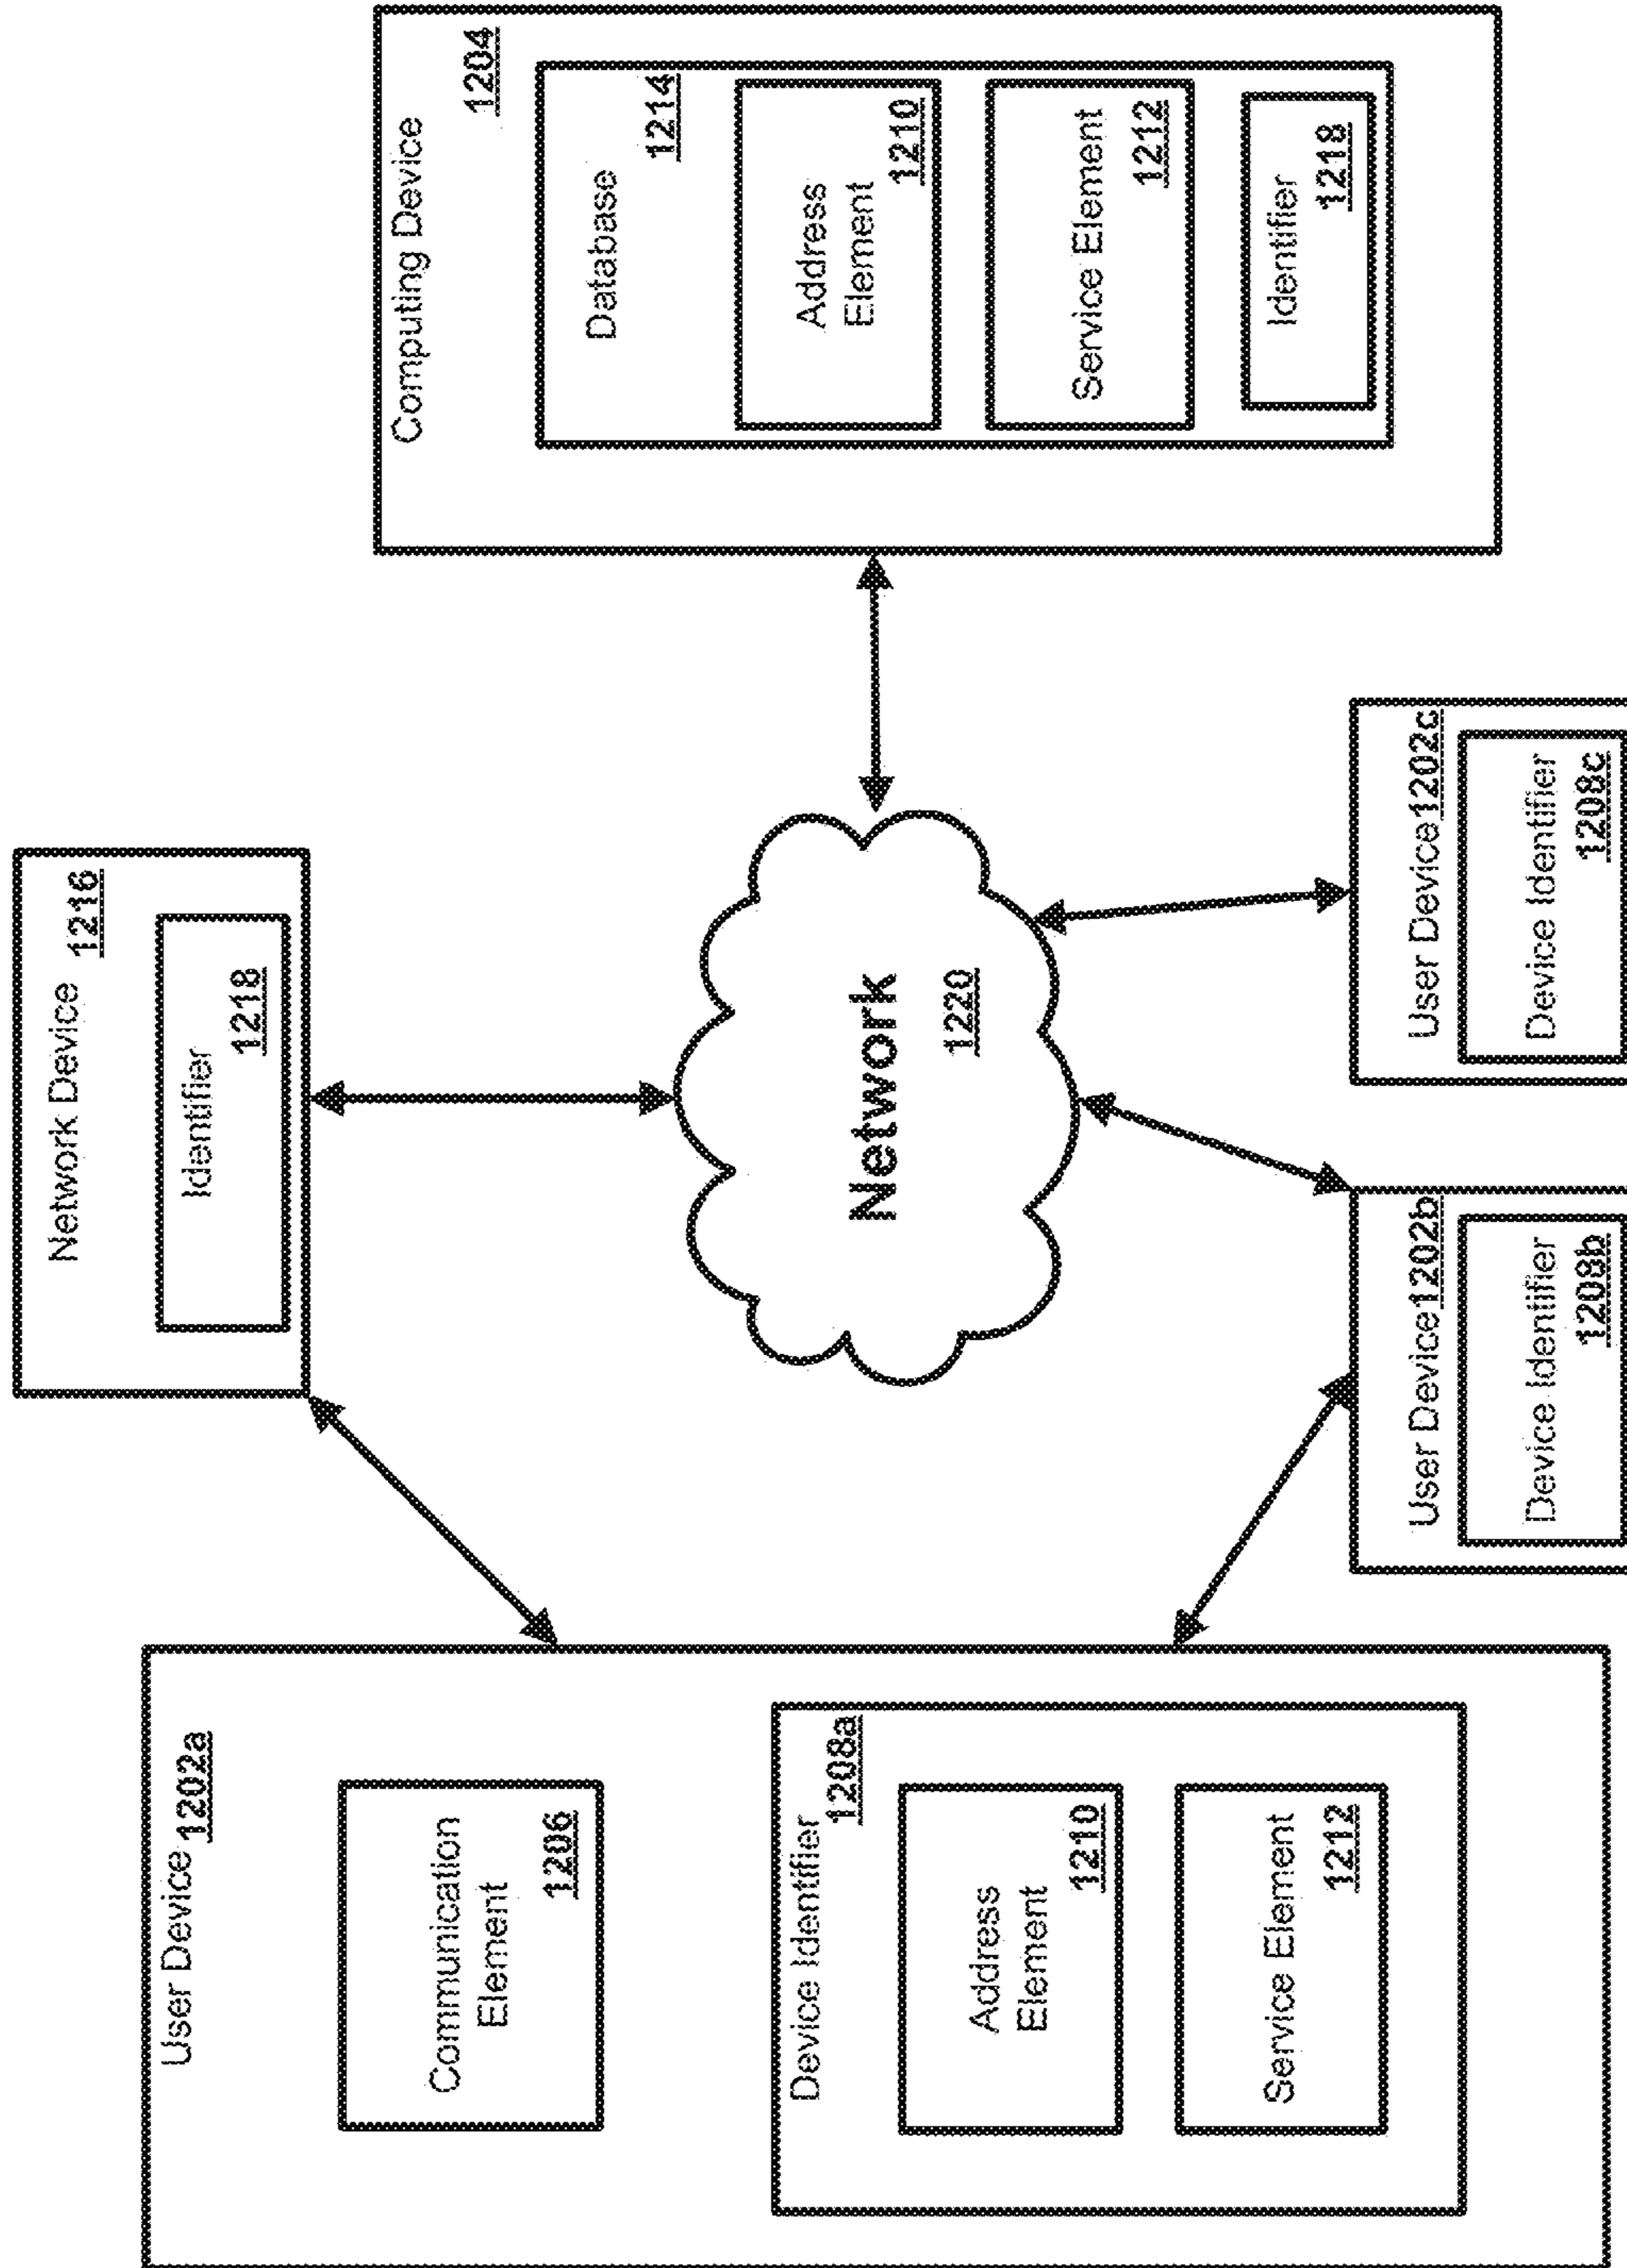 User Device 1202a
Communication
Element
1206
Device Identifier
1208a
Address
Element
1210
Service Element
1212
Network Device
1216
Identifier
1218
Network
1220
User Device 1202b
Device Identifier
1208b
User Device 1202c
Device Identifier
1208c
Computing Device
1204
Database
1214
Address
Element
1210
Service Element
1212
Identifier
1218